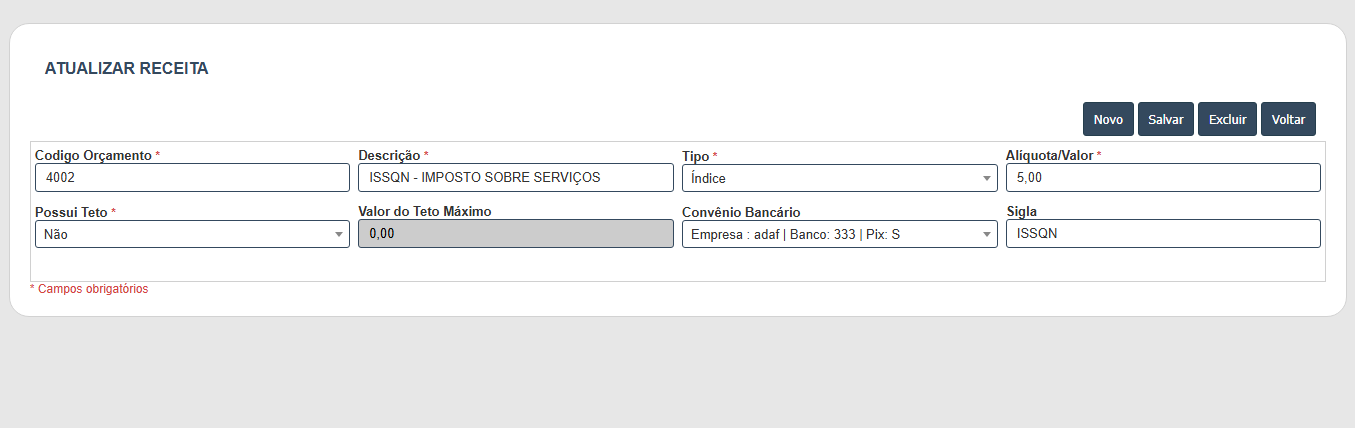 ATUALIZAR RECEITA
Novo Salvar Excluir Voltar
Codigo Orçamento * Descrição * Tipo * Alíquota/Valor *
4002 ISSQN - IMPOSTO SOBRE SERVIÇOS Índice 5,00
Possui Teto * Valor do Teto Máximo Convênio Bancário Sigla
Não 0,00 Empresa : adaf | Banco: 333 | Pix: S ISSQN
* Campos obrigatórios